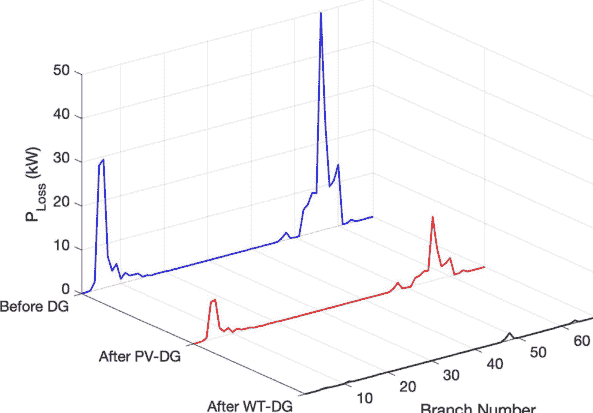 50
40
30
20
10
0
P_Loss (kW)
Before DG
After PV-DG
After WT-DG
10
20
30
40
50
60
Branch Number